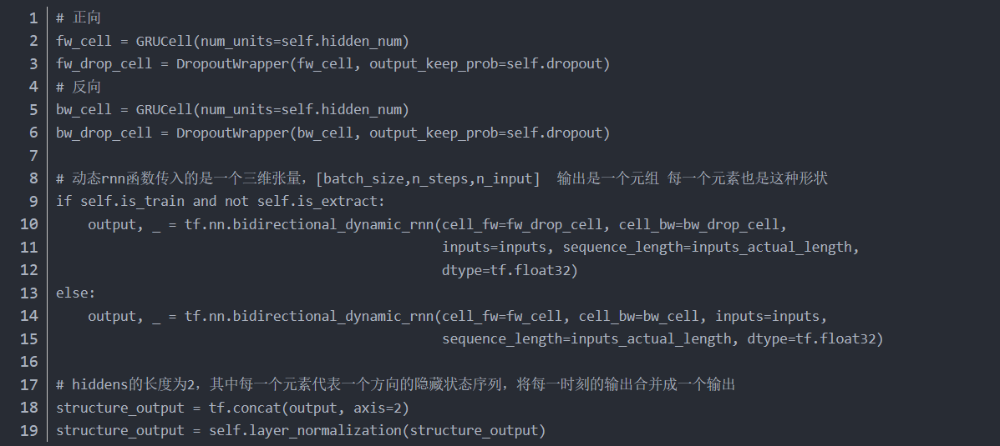 1 # 正向
2 fw_cell = GRUCell(num_units=self.hidden_num)
3 fw_drop_cell = DropoutWrapper(fw_cell, output_keep_prob=self.dropout)
4 # 反向
5 bw_cell = GRUCell(num_units=self.hidden_num)
6 bw_drop_cell = DropoutWrapper(bw_cell, output_keep_prob=self.dropout)
7
8 # 动态rnn函数传入的是一个三维张量，[batch_size,n_steps,n_input]  输出是一个元组 每一个元素也是这种形状
9 if self.is_train and not self.is_extract:
10     output, _ = tf.nn.bidirectional_dynamic_rnn(cell_fw=fw_drop_cell, cell_bw=bw_drop_cell,
11                                                 inputs=inputs, sequence_length=inputs_actual_length,
12                                                 dtype=tf.float32)
13 else:
14     output, _ = tf.nn.bidirectional_dynamic_rnn(cell_fw=fw_cell, cell_bw=bw_cell, inputs=inputs,
15                                                 sequence_length=inputs_actual_length, dtype=tf.float32)
16
17 # hiddens的长度为2，其中每一个元素代表一个方向的隐藏状态序列，将每一时刻的输出合并成一个输出
18 structure_output = tf.concat(output, axis=2)
19 structure_output = self.layer_normalization(structure_output)